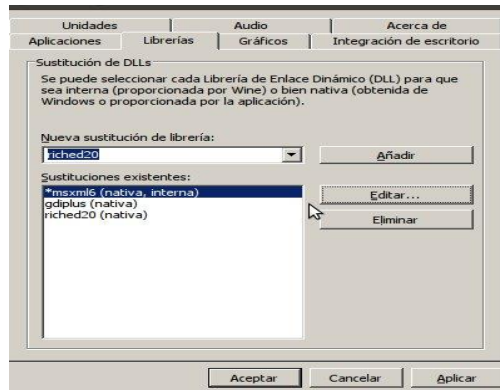 Unidades Audio Acerca de
Aplicaciones Librerías Gráficos Integración de escritorio
Sustitución de DLLs
Se puede seleccionar cada Librería de Enlace
Dinámico (DLL) para que
sea interna (proporcionada por Wine) o bien nativa (obtenida de
Windows o proporcionada por la aplicación).
Nueva sustitución de librería:
riched20
Añadir
Sustituciones existentes:
*msxml6 (nativa, interna)
gdiplus (nativa)
riched20 (nativa)
Editar...
Eliminar
Aceptar Cancelar Aplicar